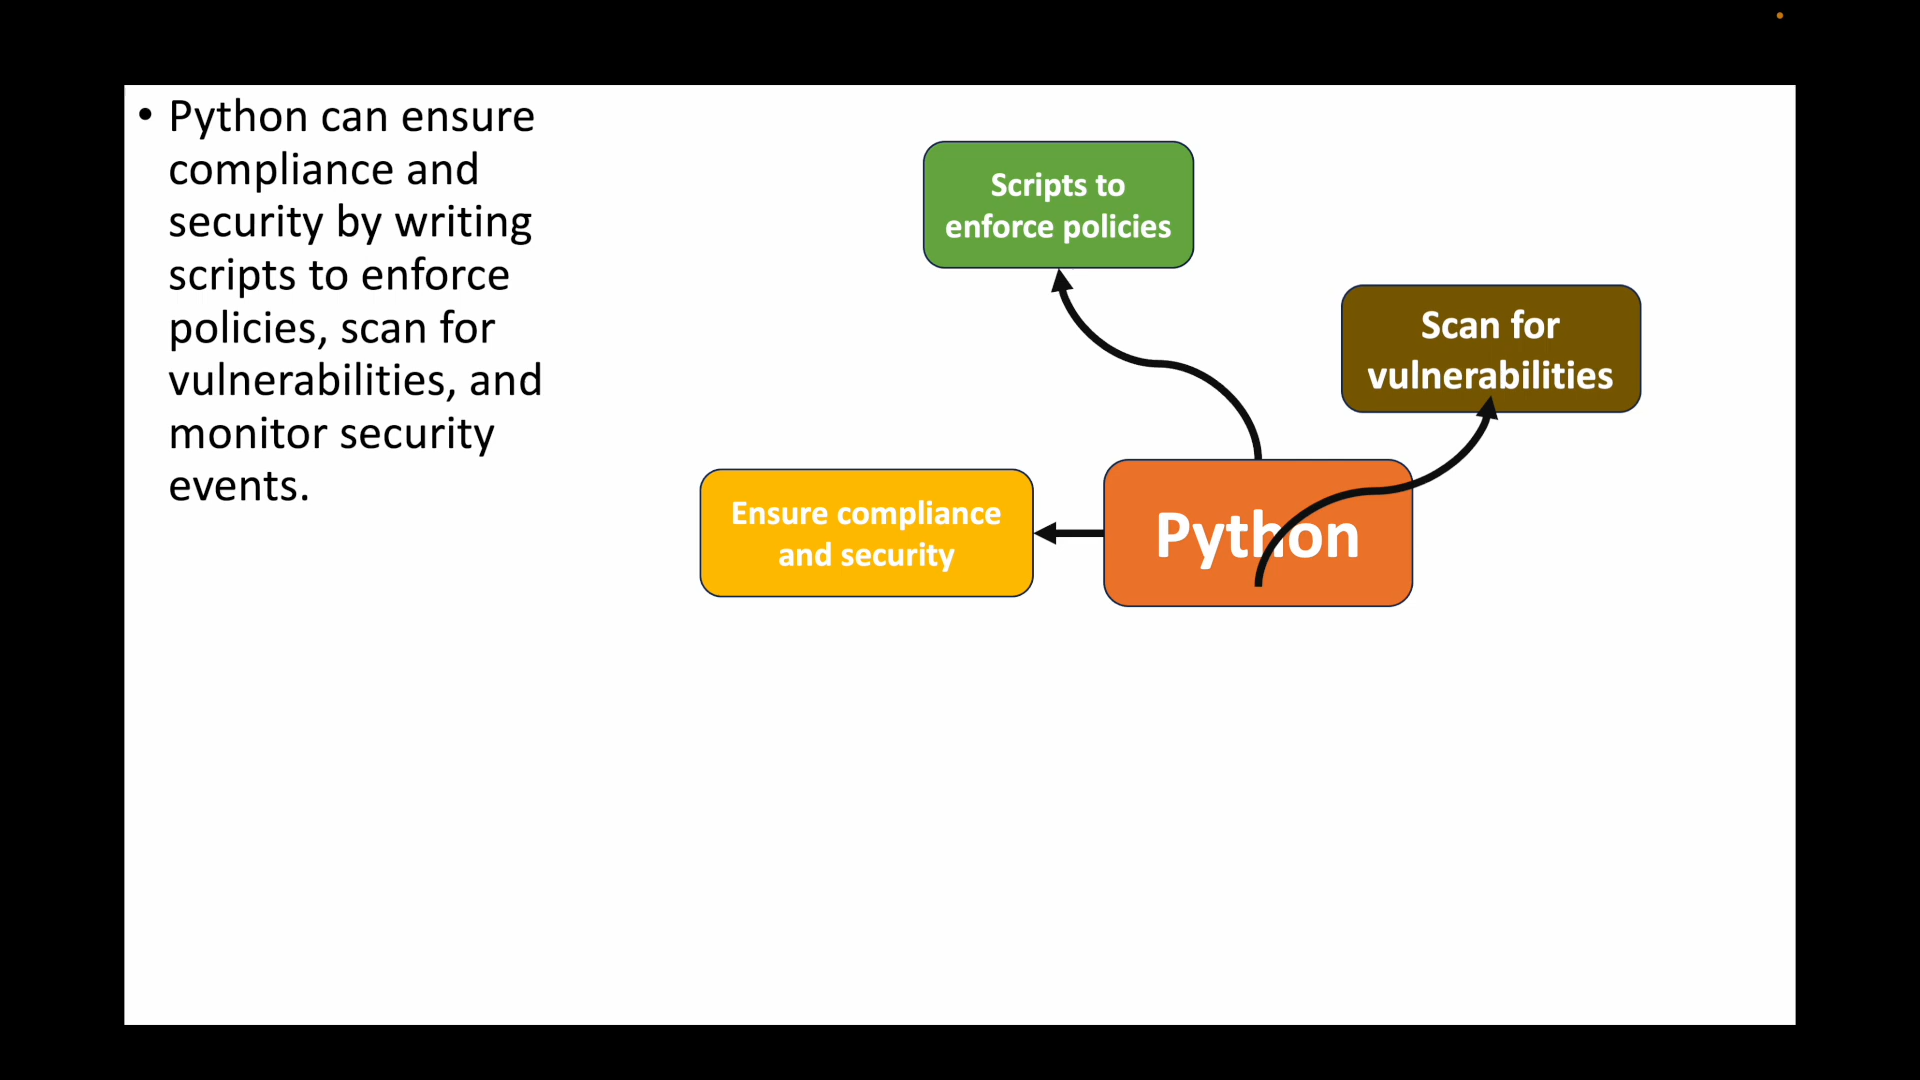 • Python can ensure
compliance and
security by writing
scripts to enforce
policies, scan for
vulnerabilities, and
monitor security
events.
Scripts to
enforce policies
Scan for
vulnerabilities
Ensure compliance
and security
Python